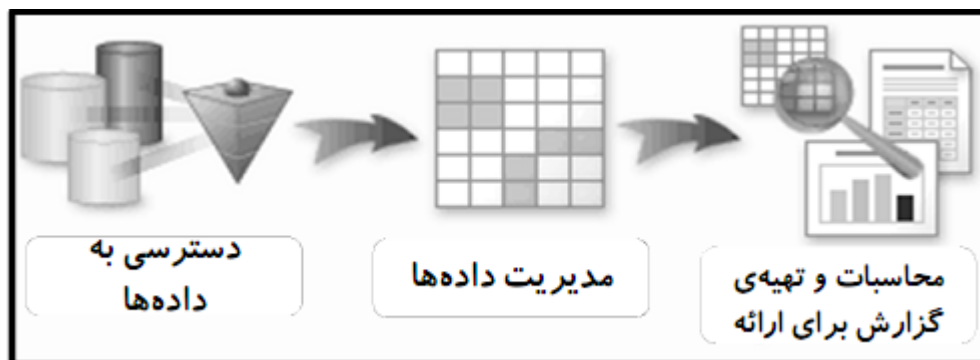 دسترسی به
داده‌ها
مدیریت داده‌ها
محاسبات و تهیه‌ی
گزارش برای ارائه